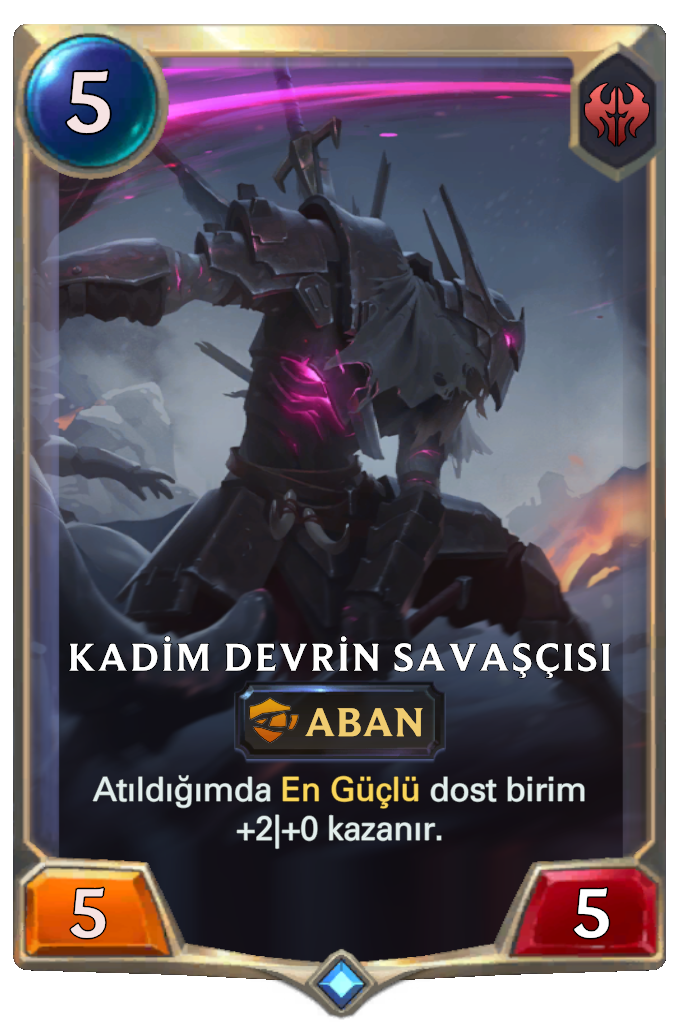 5
KADİM DEVRİN SAVAŞÇISI
ABAN
Atıldığımda En Güçlü dost birim
+2|+0 kazanır.
5
5